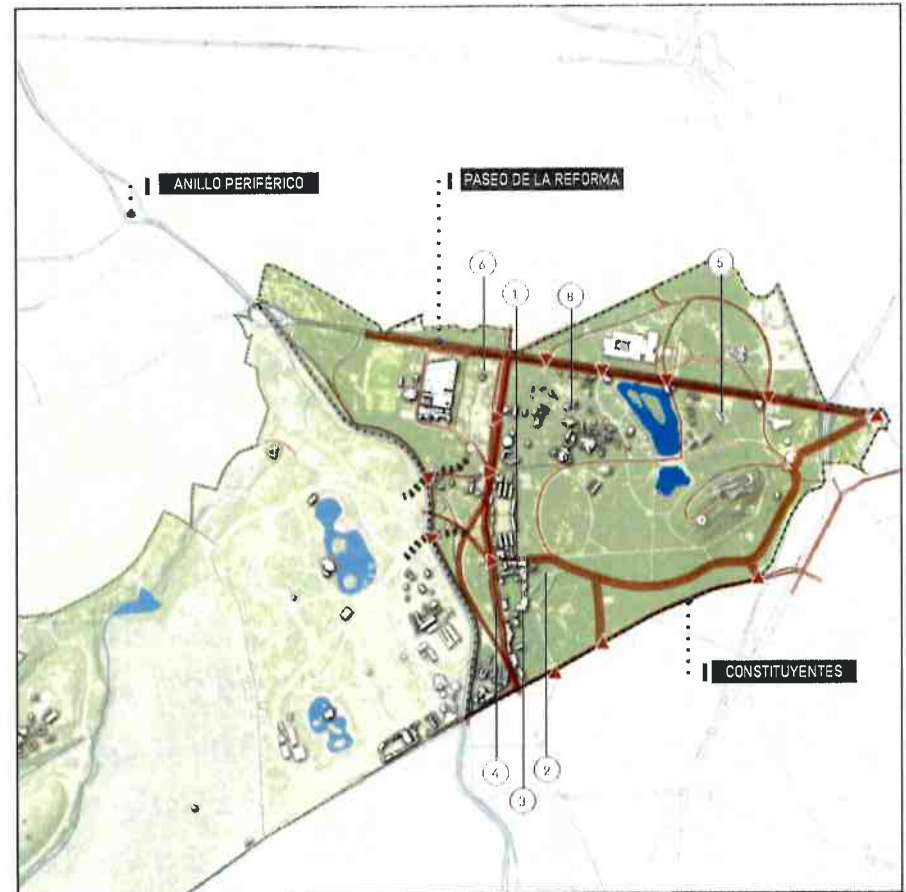 ANILLO PERIFÉRICO
PASEO DE LA REFORMA
6
1
8
5
CONSTITUYENTES
4
3
2